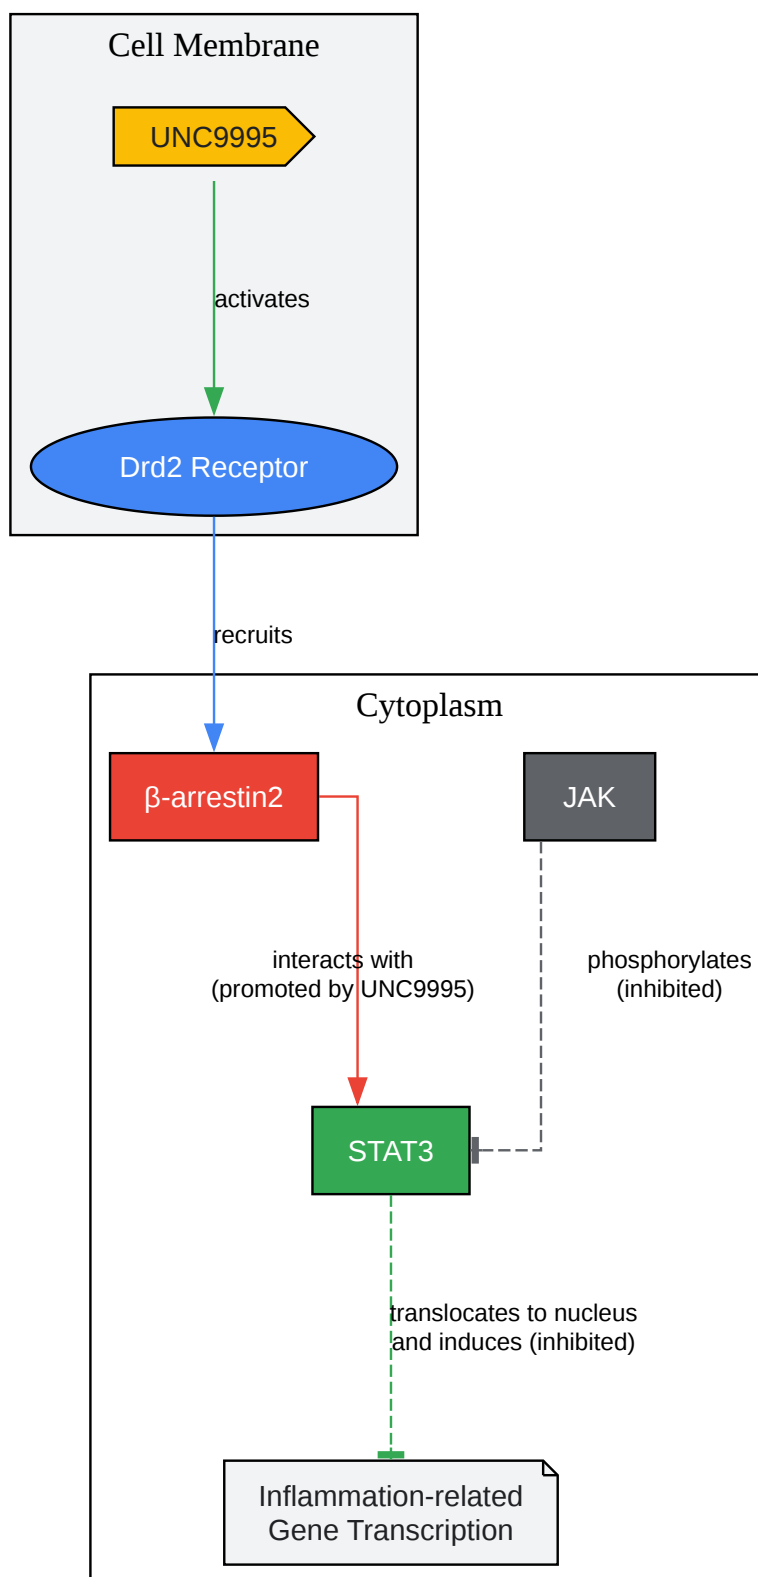 Cell Membrane
UNC9995
activates
Drd2 Receptor
recruits
Cytoplasm
β-arrestin2
JAK
interacts with
(promoted by UNC9995)
phosphorylates
(inhibited)
STAT3
translocates to nucleus
and induces (inhibited)
Inflammation-related
Gene Transcription